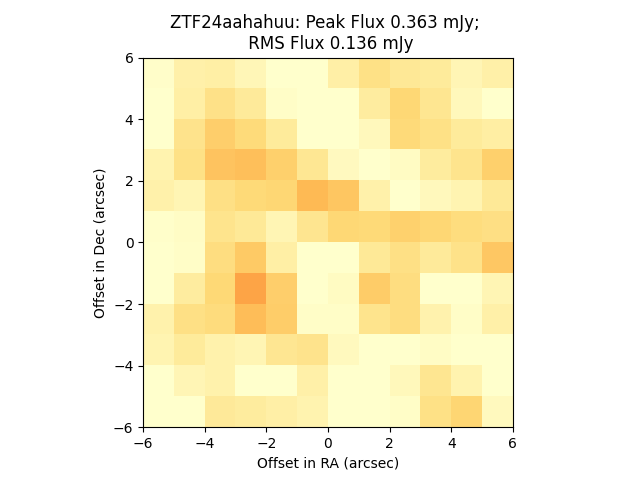 ZTF24aahahuu: Peak Flux 0.363 mJy;
RMS Flux 0.136 mJy
6
4
2
0
−2
−4
−6
Offset in Dec (arcsec)
−6 −4 −2 0 2 4 6
Offset in RA (arcsec)